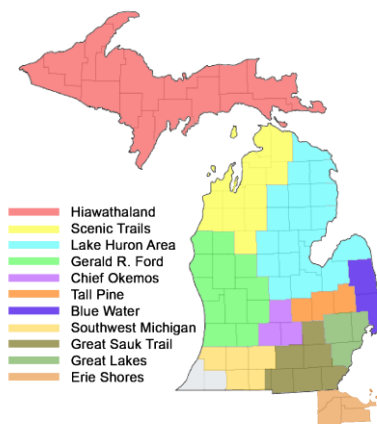 Hiawathaland
Scenic Trails
Lake Huron Area
Gerald R. Ford
Chief Okemos
Tall Pine
Blue Water
Southwest Michigan
Great Sauk Trail
Great Lakes
Erie Shores